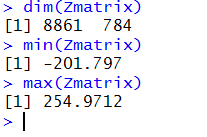 > dim(Zmatrix)
[1] 8861  784
> min(Zmatrix)
[1] -201.797
> max(Zmatrix)
[1] 254.9712
>